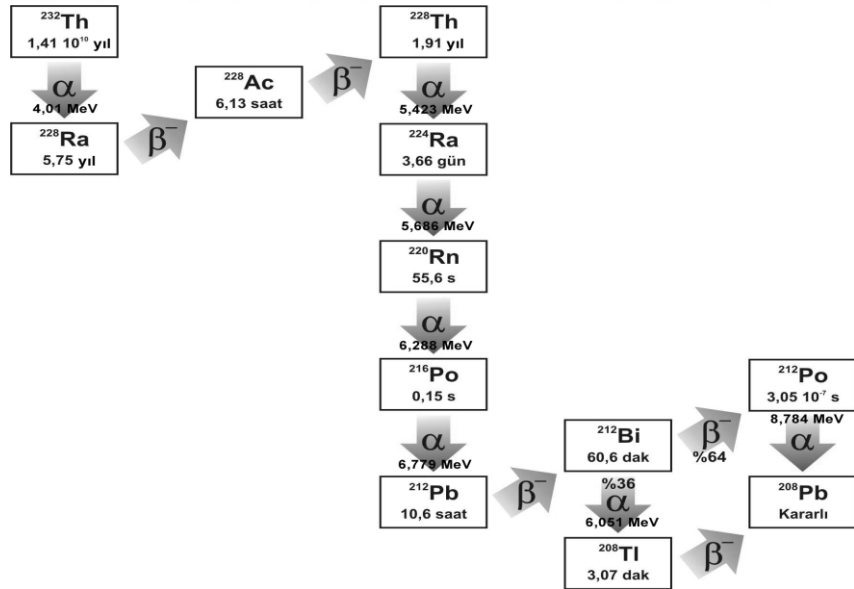 ²³²Th
1,41 10¹⁰ yıl
α
4,01 MeV
²²⁸Ra
5,75 yıl
β⁻
²²⁸Ac
6,13 saat
β⁻
²²⁸Th
1,91 yıl
α
5,423 MeV
²²⁴Ra
3,66 gün
α
5,686 MeV
²²⁰Rn
55,6 s
α
6,288 MeV
²¹⁶Po
0,15 s
α
6,779 MeV
²¹²Pb
10,6 saat
β⁻
²¹²Bi
60,6 dak
β⁻
%64
²¹²Po
3,05 10⁻⁷ s
8,784 MeV
α
²⁰⁸Pb
Kararlı
%36
α
6,051 MeV
²⁰⁸Tl
3,07 dak
β⁻